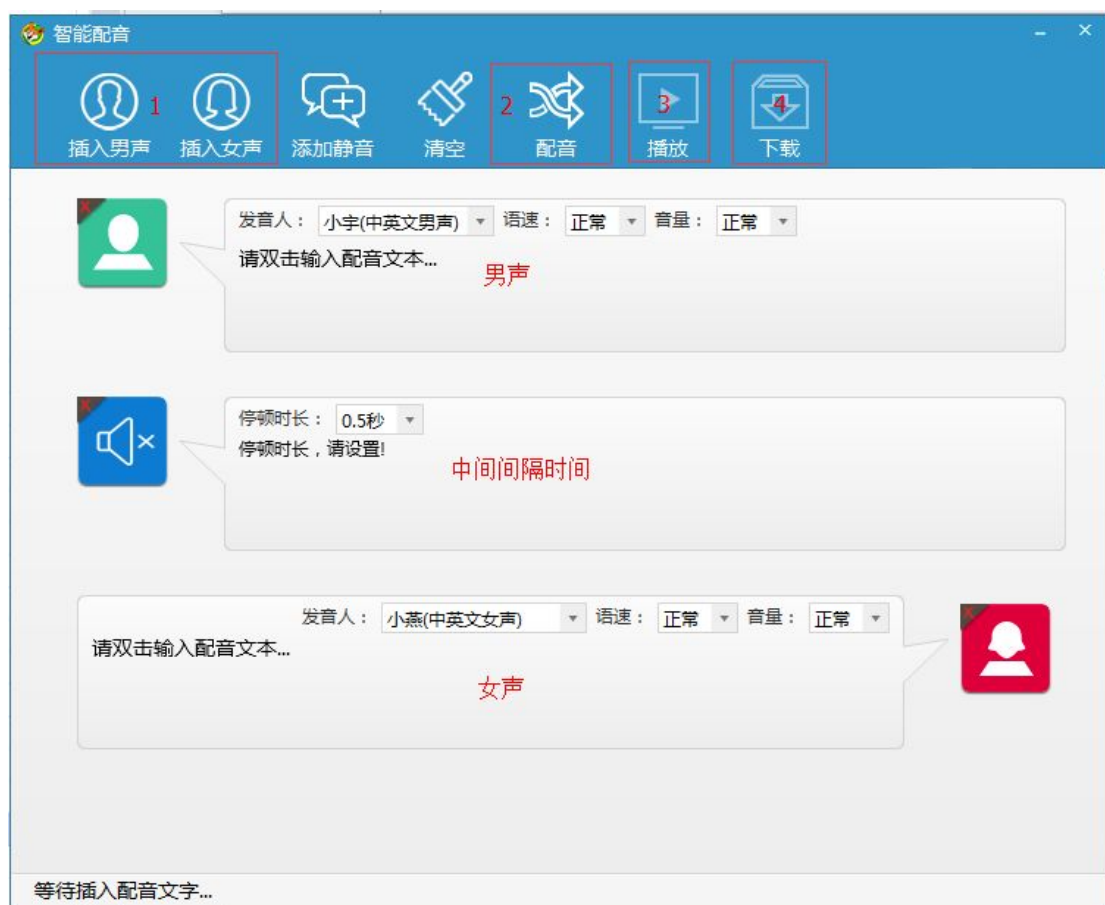 智能配音
1 2 3 4
插入男声 插入女声 添加静音 清空 配音 播放 下载
发音人： 小宇(中英文男声) 语速： 正常 音量： 正常
请双击输入配音文本...
男声
停顿时长： 0.5秒
停顿时长，请设置!
中间间隔时间
发音人： 小燕(中英文女声) 语速： 正常 音量： 正常
请双击输入配音文本...
女声
等待插入配音文字...